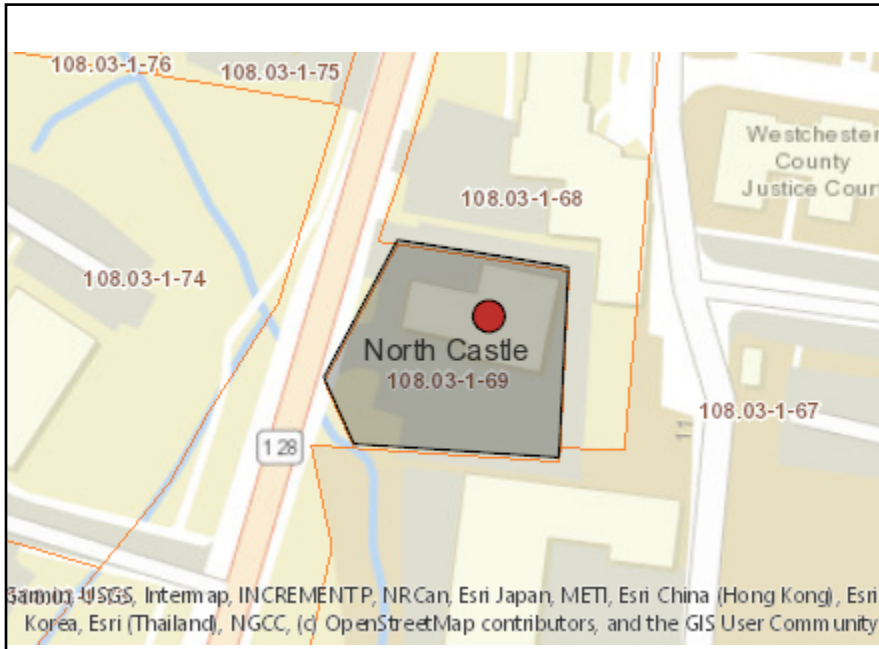 108.03-1-76
108.03-1-75
Westchester
County
Justice Court
108.03-1-68
108.03-1-74
North Castle
108.03-1-69
108.03-1-67
11
128
Garmin, USGS, Intermap, INCREMENT P, NRCan, Esri Japan, METI, Esri China (Hong Kong), Esri
Korea, Esri (Thailand), NGCC, (c) OpenStreetMap contributors, and the GIS User Community